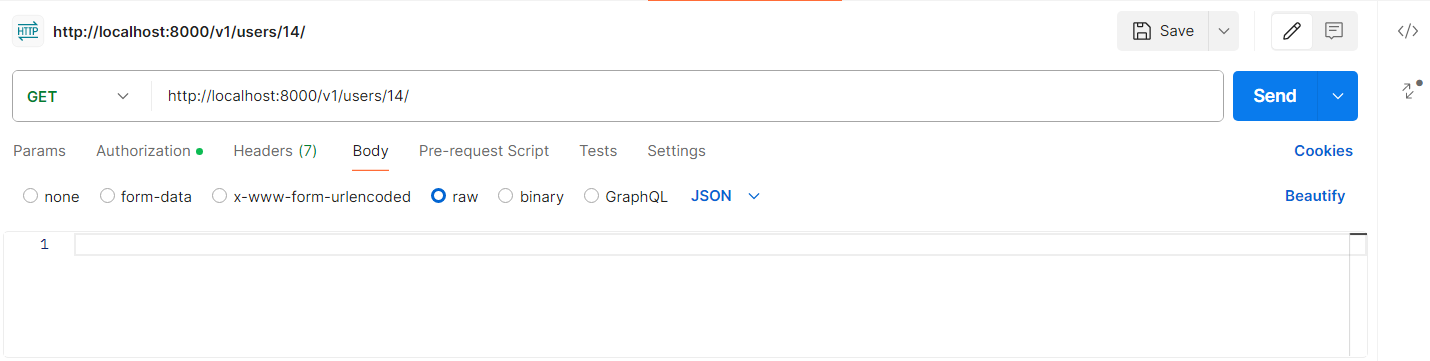 HTTP http://localhost:8000/v1/users/14/ Save
GET http://localhost:8000/v1/users/14/ Send
Params Authorization Headers (7) Body Pre-request Script Tests Settings Cookies
none form-data x-www-form-urlencoded raw binary GraphQL JSON Beautify
1